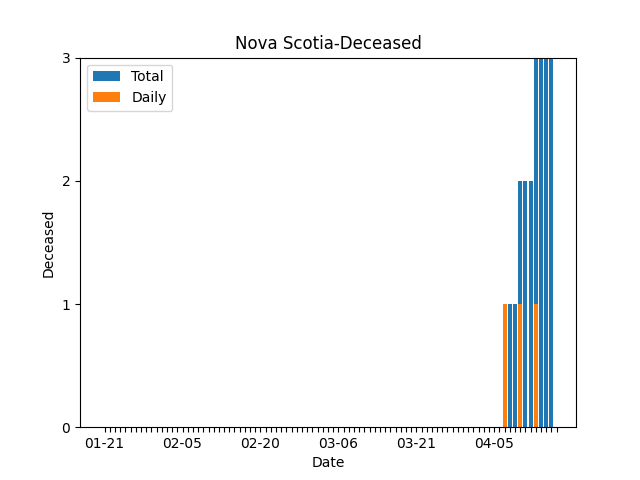 Nova Scotia-Deceased
Total
Daily
Deceased
3
2
1
0
01-21 02-05 02-20 03-06 03-21 04-05
Date